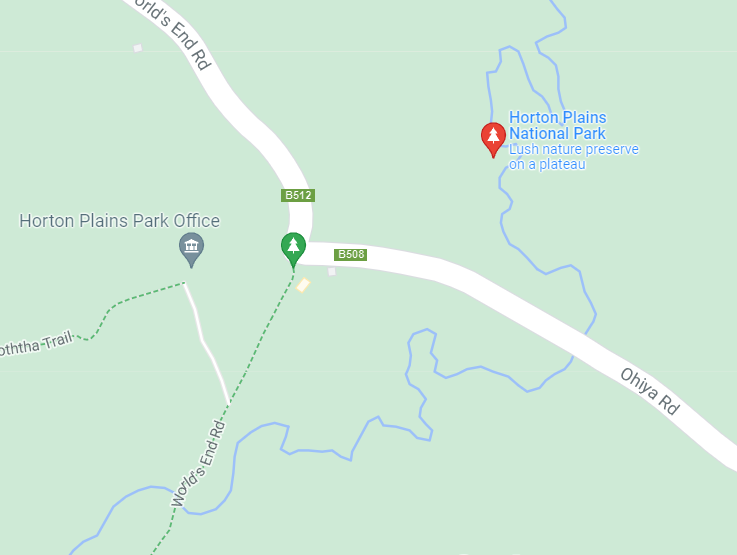 World's End Rd
Horton Plains
National Park
Lush nature preserve
on a plateau
B512
Horton Plains Park Office
B508
Trail
Ohiya Rd
World's End Rd